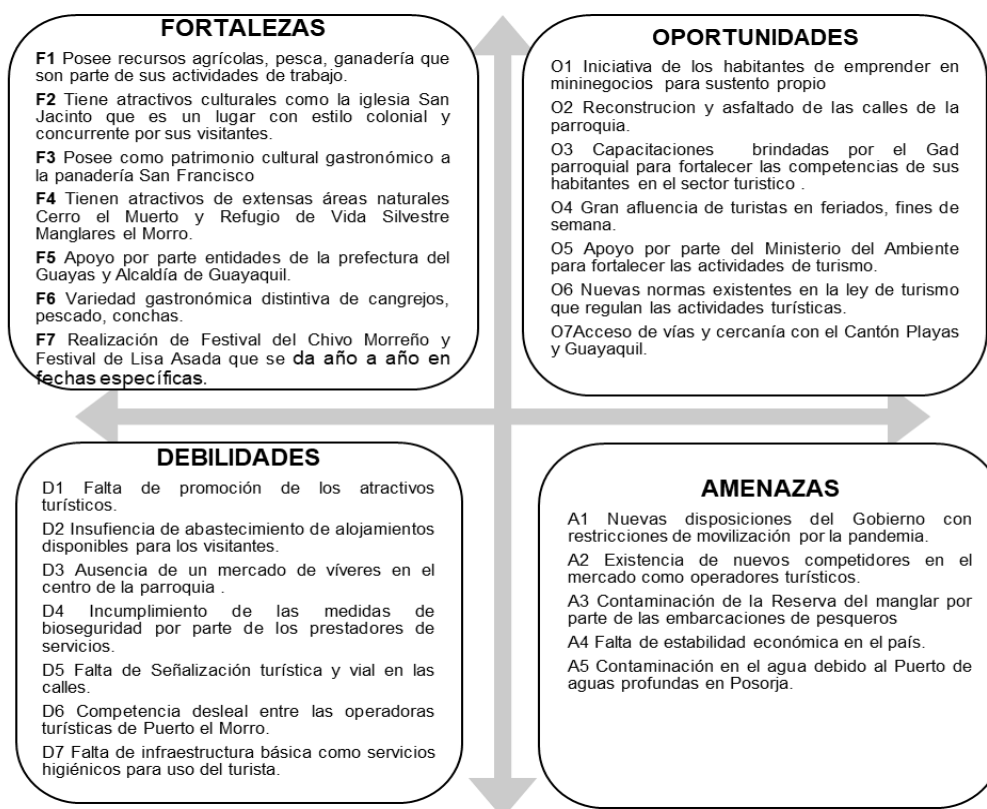 FORTALEZAS
F1 Posee recursos agrícolas, pesca, ganadería que
son parte de sus actividades de trabajo.
F2 Tiene atractivos culturales como la iglesia San
Jacinto que es un lugar con estilo colonial y
concurrente por sus visitantes.
F3 Posee como patrimonio cultural gastronómico a
la panadería San Francisco
F4 Tienen atractivos de extensas áreas naturales
Cerro el Muerto y Refugio de Vida Silvestre
Manglares el Morro.
F5 Apoyo por parte entidades de la prefectura del
Guayas y Alcaldía de Guayaquil.
F6 Variedad gastronómica distintiva de cangrejos,
pescado, conchas.
F7 Realización de Festival del Chivo Morreño y
Festival de Lisa Asada que se da año a año en
fechas específicas.
OPORTUNIDADES
O1 Iniciativa de los habitantes de emprender en
mininegocios para sustento propio
O2 Reconstrucion y asfaltado de las calles de la
parroquia.
O3 Capacitaciones brindadas por el Gad
parroquial para fortalecer las competencias de sus
habitantes en el sector turistico .
O4 Gran afluencia de turistas en feriados, fines de
semana.
O5 Apoyo por parte del Ministerio del Ambiente
para fortalecer las actividades de turismo.
O6 Nuevas normas existentes en la ley de turismo
que regulan las actividades turísticas.
O7Acceso de vías y cercanía con el Cantón Playas
y Guayaquil.
DEBILIDADES
D1 Falta de promoción de los atractivos
turísticos.
D2 Insufiencia de abastecimiento de alojamientos
disponibles para los visitantes.
D3 Ausencia de un mercado de víveres en el
centro de la parroquia .
D4 Incumplimiento de las medidas de
bioseguridad por parte de los prestadores de
servicios.
D5 Falta de Señalización turística y vial en las
calles.
D6 Competencia desleal entre las operadoras
turísticas de Puerto el Morro.
D7 Falta de infraestructura básica como servicios
higiénicos para uso del turista.
AMENAZAS
A1 Nuevas disposiciones del Gobierno con
restricciones de movilización por la pandemia.
A2 Existencia de nuevos competidores en el
mercado como operadores turísticos.
A3 Contaminación de la Reserva del manglar por
parte de las embarcaciones de pesqueros
A4 Falta de estabilidad económica en el país.
A5 Contaminación en el agua debido al Puerto de
aguas profundas en Posorja.